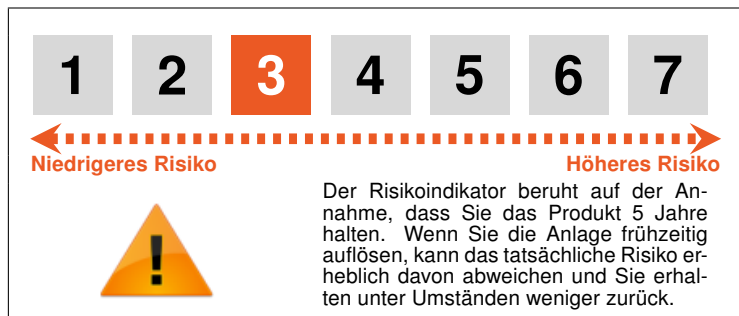 1 2 3 4 5 6 7
Niedrigeres Risiko Höheres Risiko
Der Risikoindikator beruht auf der An-
nahme, dass Sie das Produkt 5 Jahre
halten. Wenn Sie die Anlage frühzeitig
auflösen, kann das tatsächliche Risiko er-
heblich davon abweichen und Sie erhal-
ten unter Umständen weniger zurück.